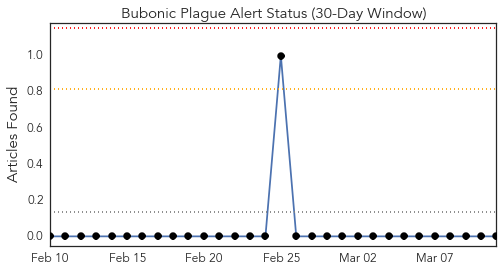 Bubonic Plague Alert Status (30-Day Window)
Articles Found
1.0
0.8
0.6
0.4
0.2
0.0
Feb 10 Feb 15 Feb 20 Feb 25 Mar 02 Mar 07